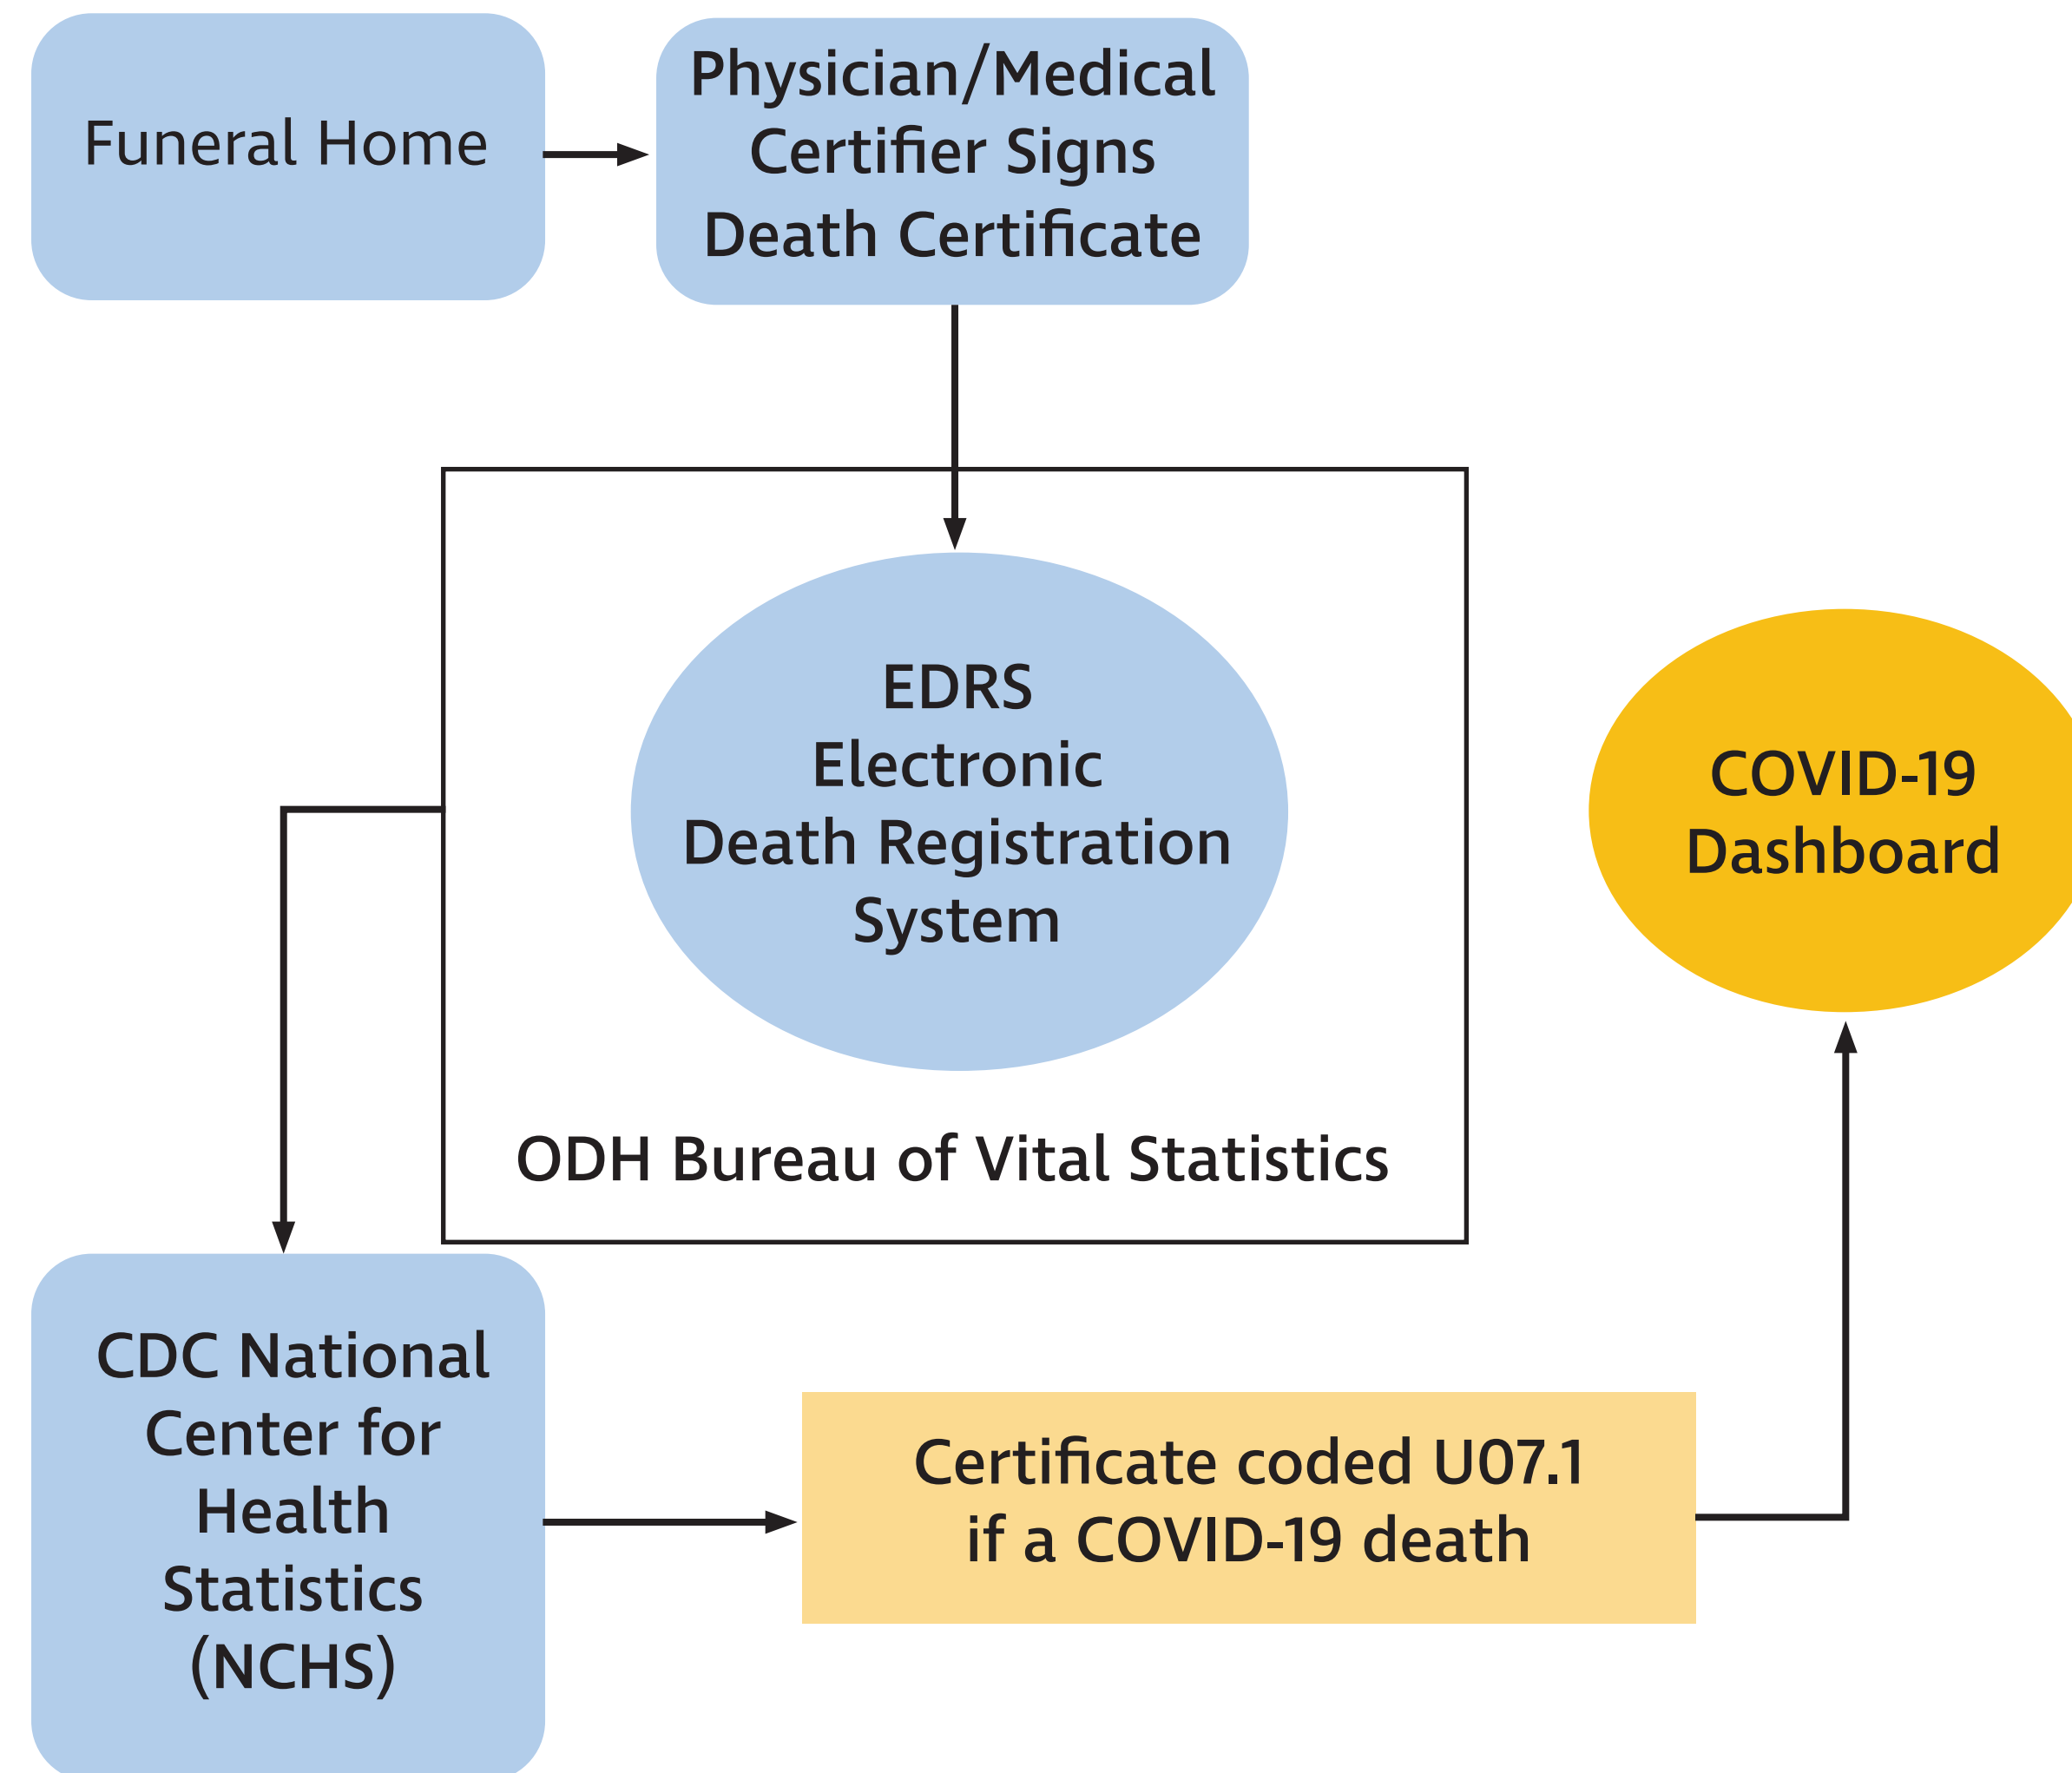 Funeral Home
Physician/Medical
Certifier Signs
Death Certificate
EDRS
Electronic
Death Registration
System
ODH Bureau of Vital Statistics
COVID-19
Dashboard
CDC National
Center for
Health
Statistics
(NCHS)
Certificate coded U07.1
if a COVID-19 death